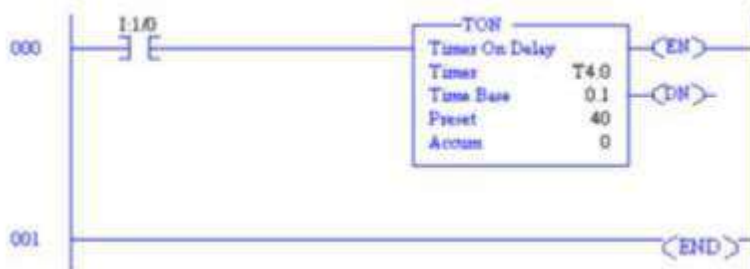 I:1/0
000
TON
Timer On Delay
Timer T4:0
Time Base 0.1
Preset 40
Accum 0
EN
DN
001
END